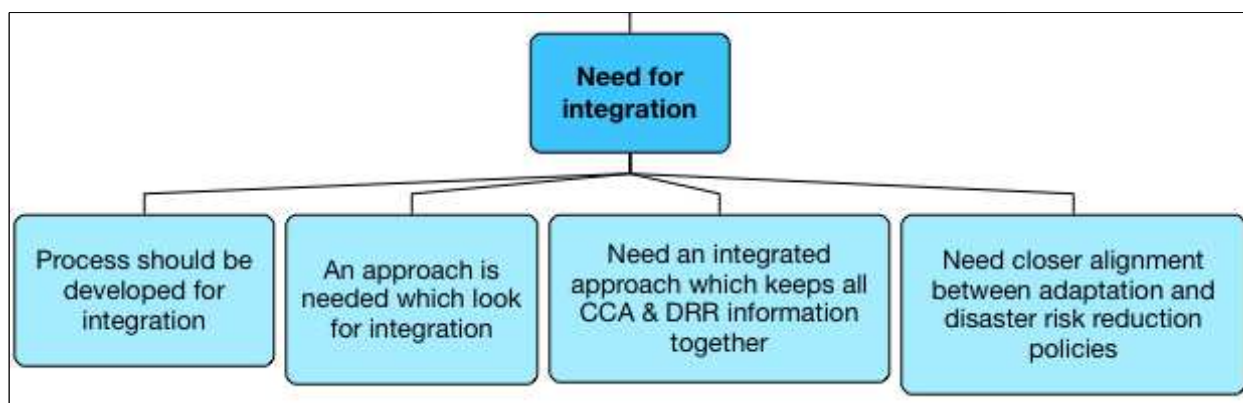 Need for
integration
Process should be
developed for
integration
An approach is
needed which look
for integration
Need an integrated
approach which keeps all
CCA & DRR information
together
Need closer alignment
between adaptation and
disaster risk reduction
policies